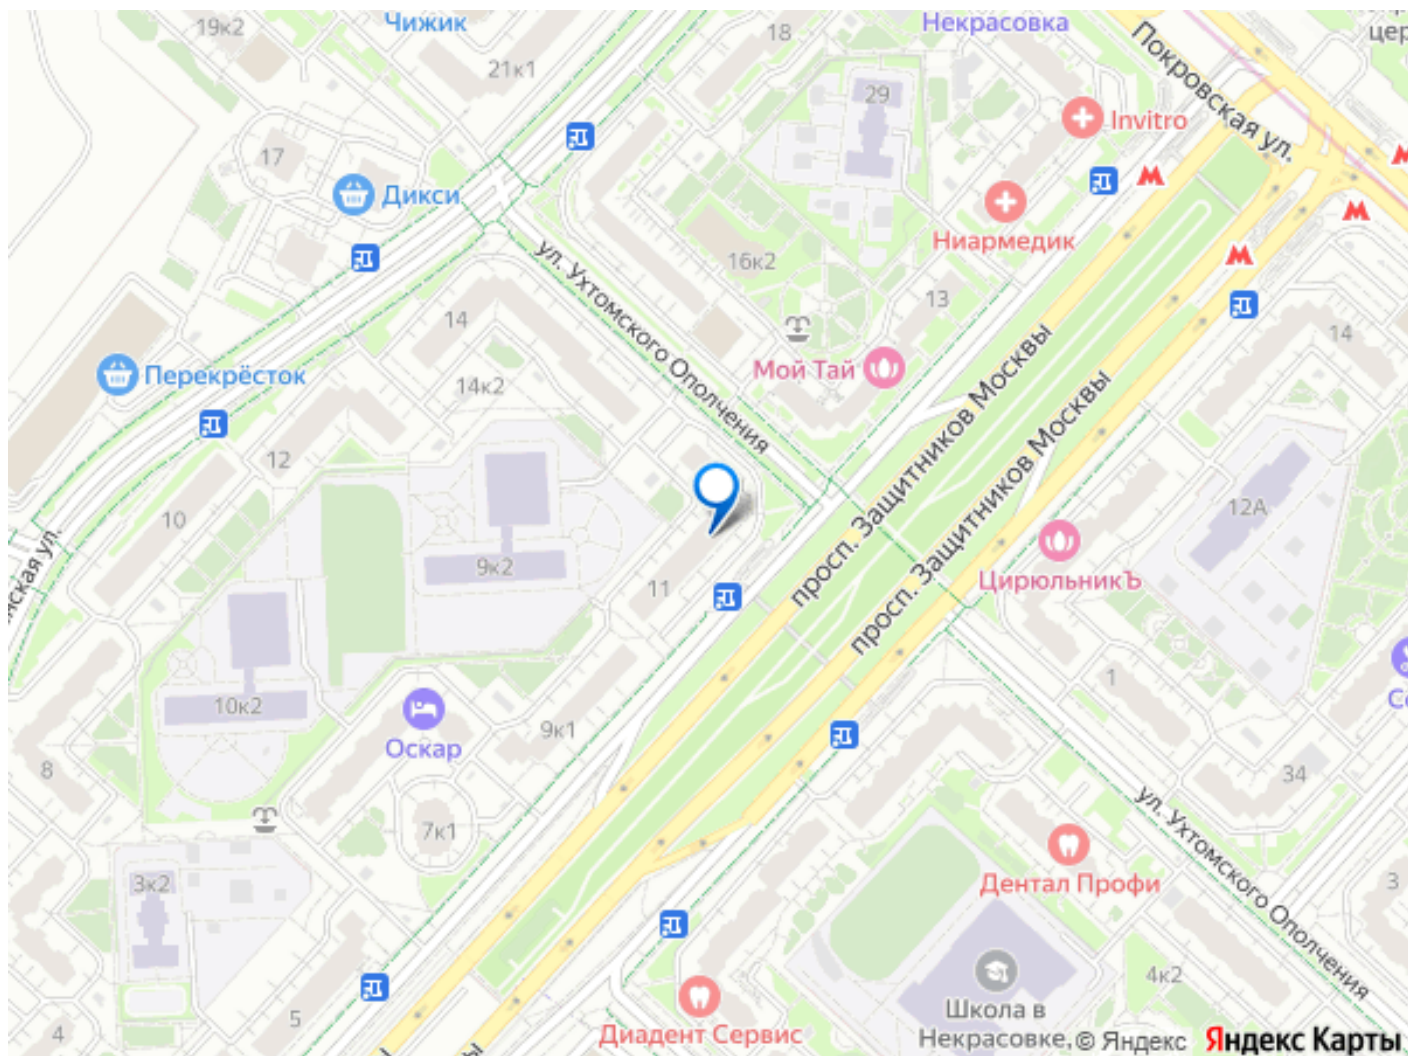 19к2
Чижик
18
Некрасовка
цер
21к1
29
Покровская ул.
Invitro
17
Дикси
Ниармедик
ул. Ухтомского Ополчения
16к2
13
14
14
Мой Тай
Перекрёсток
14к2
просп. Защитников Москвы
просп. Защитников Москвы
12
10
12А
нская ул.
9к2
11
ЦирюльникЪ
10к2
1
Оскар
9к1
8
34
7к1
ул. Ухтомского Ополчения
3к2
Дентал Профи
3
4к2
5
4
Школа в
Некрасовке,
Диадент Сервис
© Яндекс
Яндекс Карты